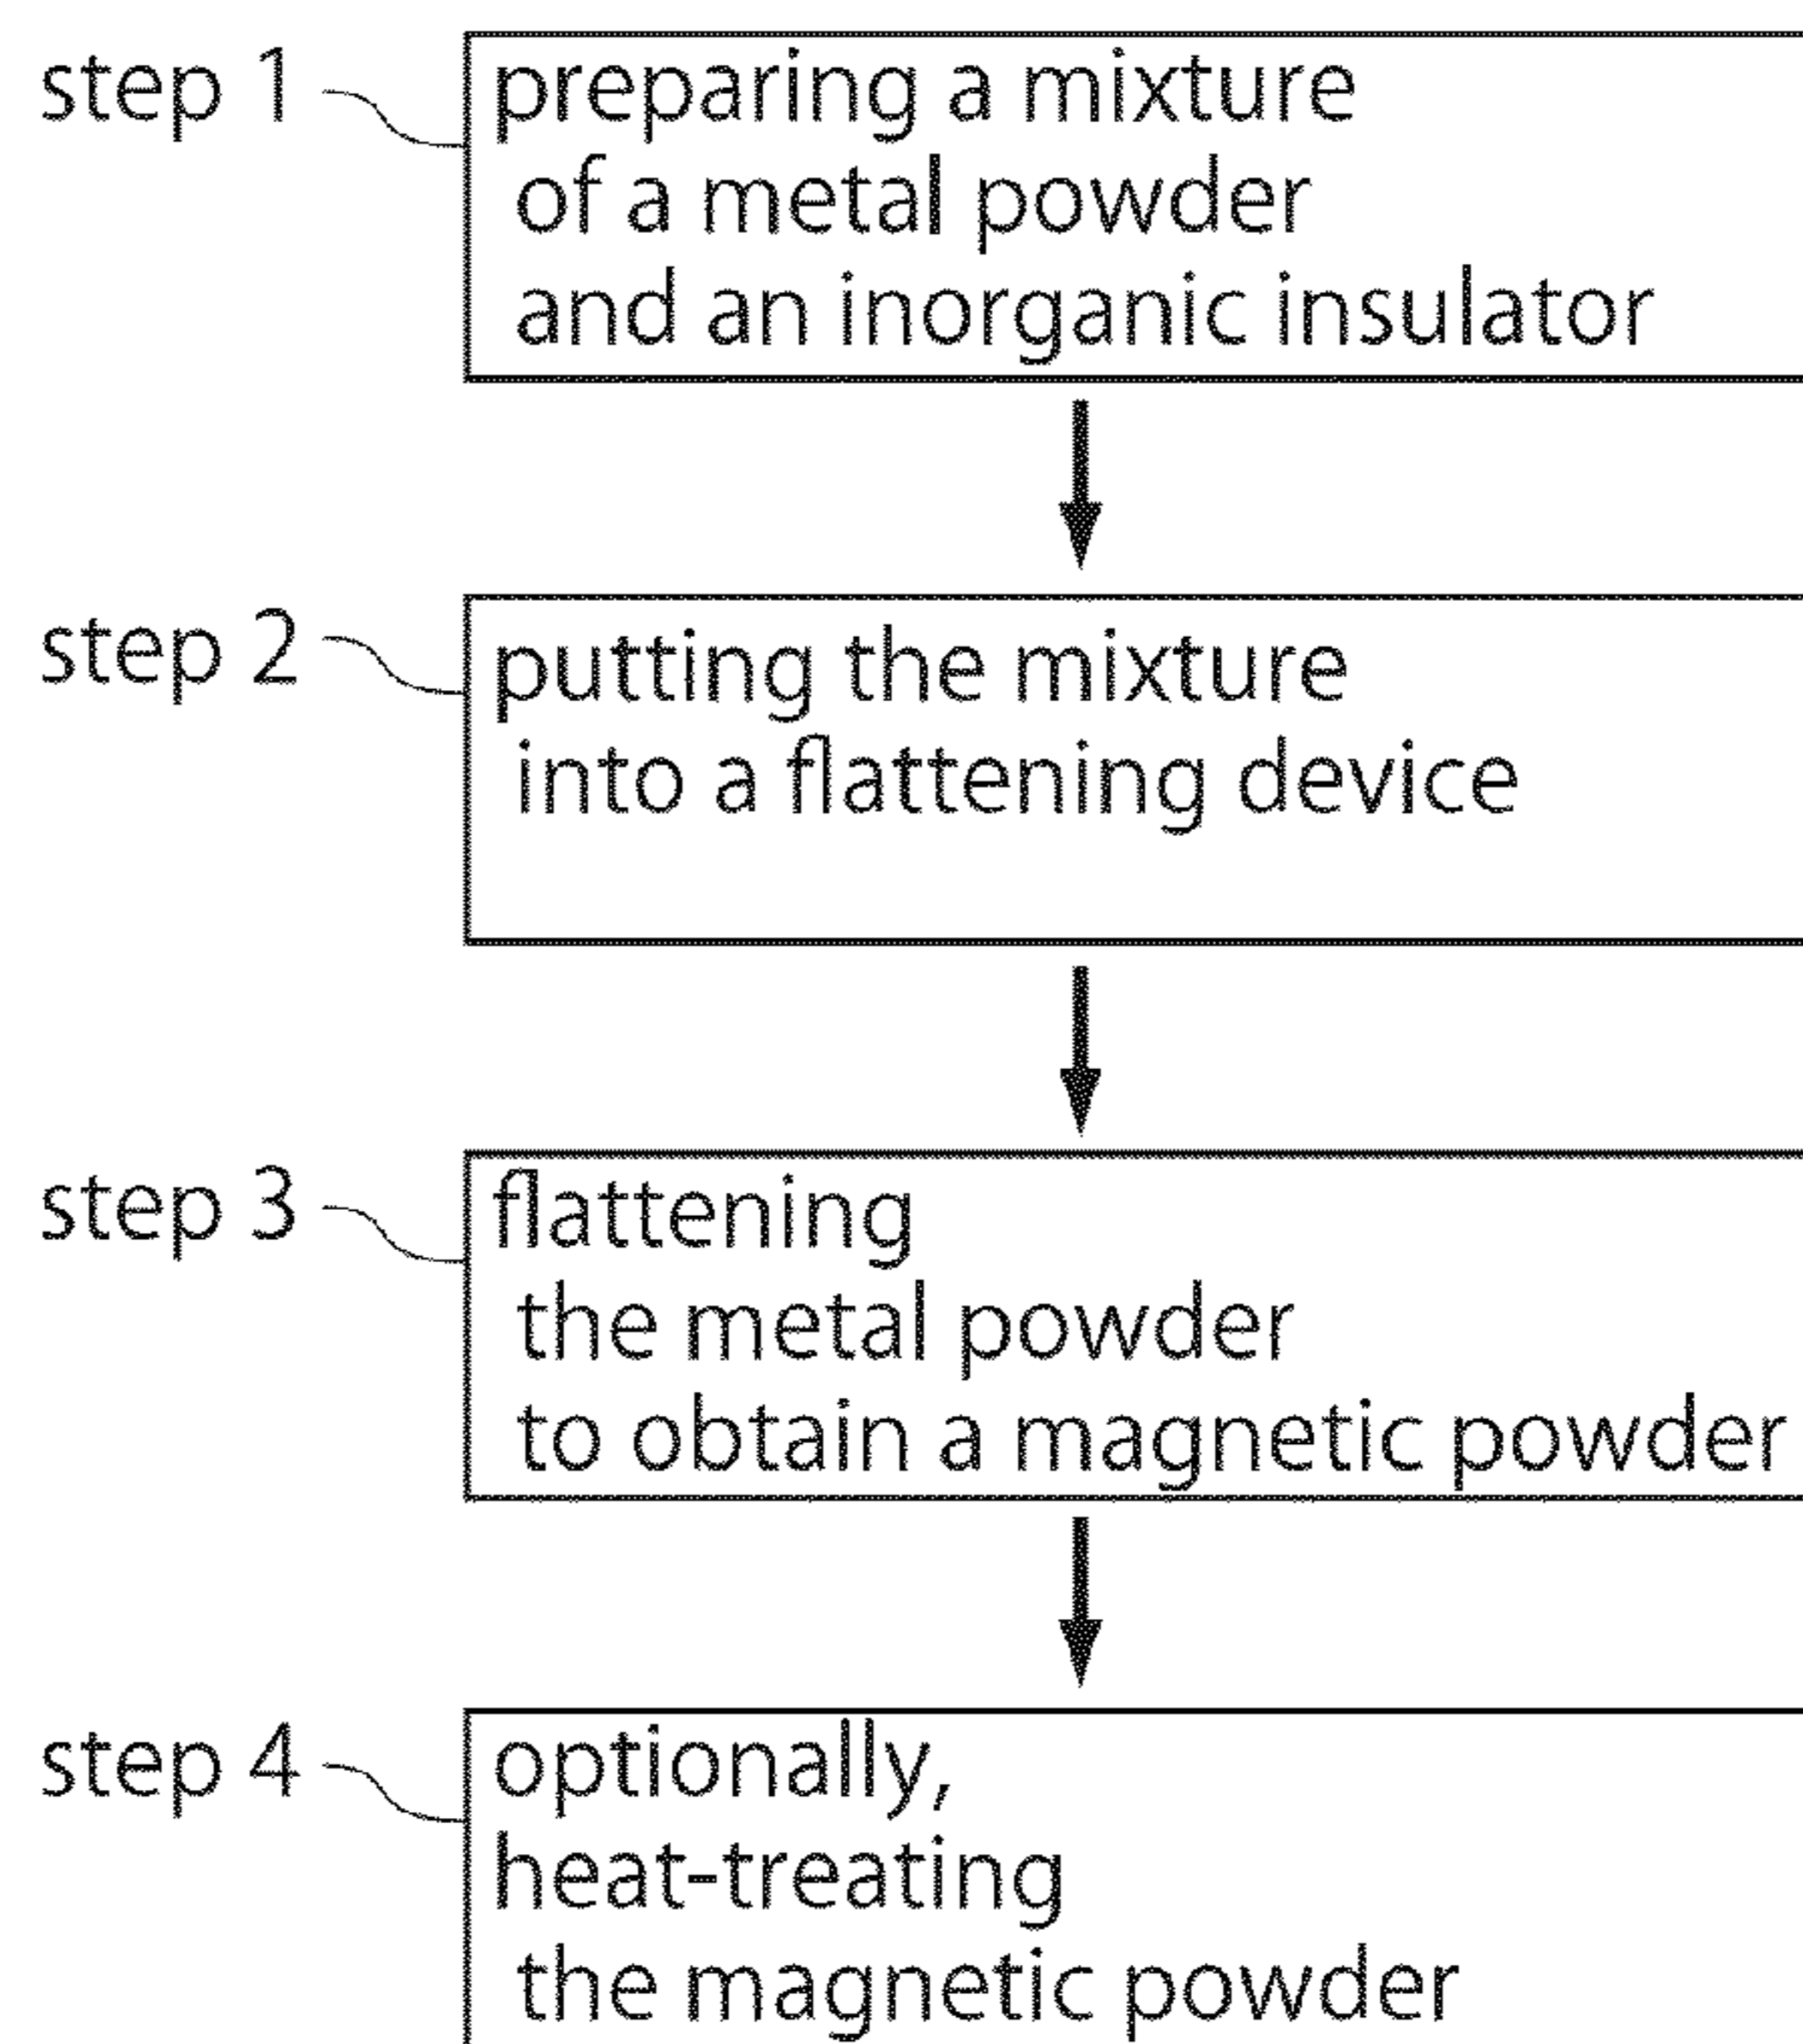 step 1
preparing a mixture
of a metal powder
and an inorganic insulator
step 2
putting the mixture
into a flattening device
step 3
flattening
the metal powder
to obtain a magnetic powder
step 4
optionally,
heat-treating
the magnetic powder